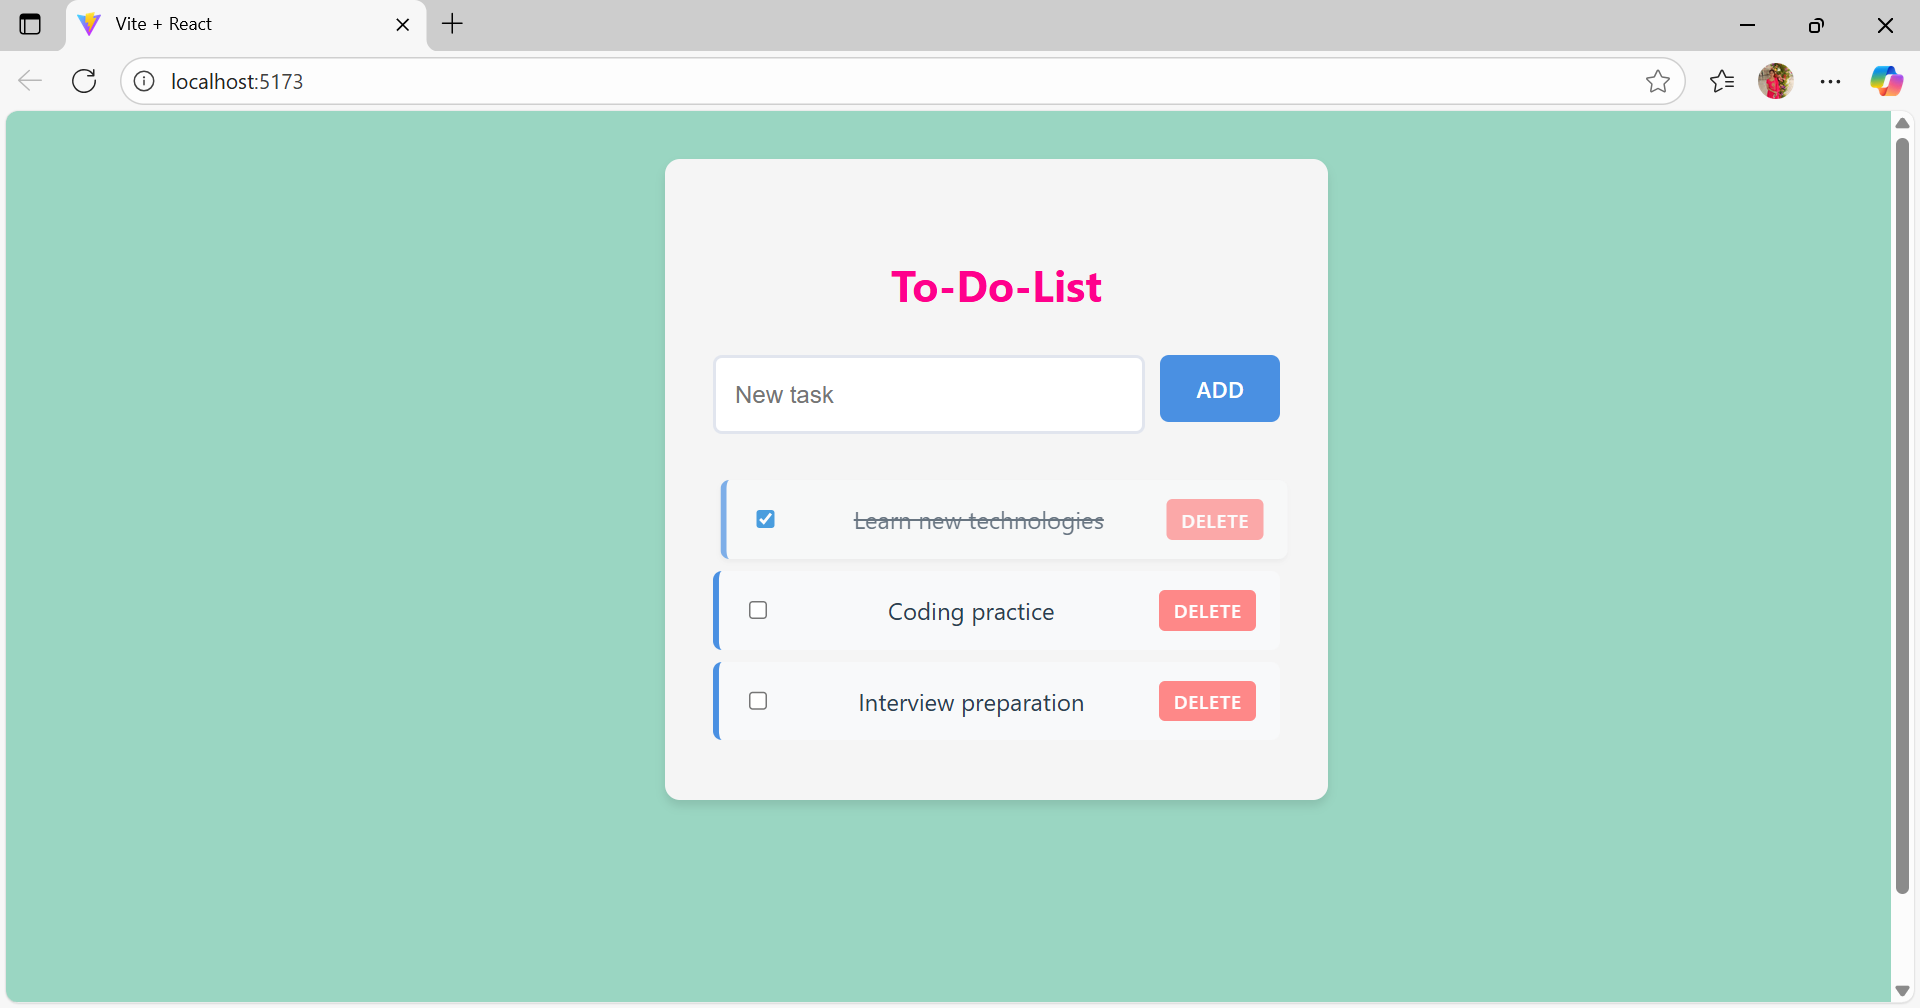 Vite + React
localhost:5173
To-Do-List
New task
ADD
Learn new technologies
DELETE
Coding practice
DELETE
Interview preparation
DELETE